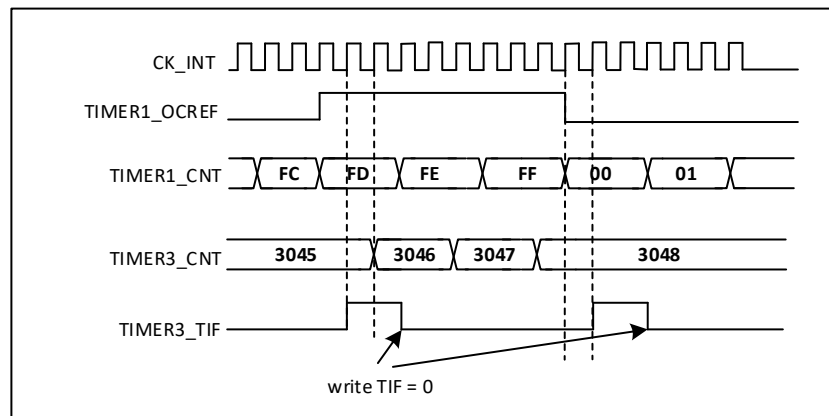 CK_INT
TIMER1_OCREF
TIMER1_CNT FC FD FE FF 00 01
TIMER3_CNT 3045 3046 3047 3048
TIMER3_TIF
write TIF = 0